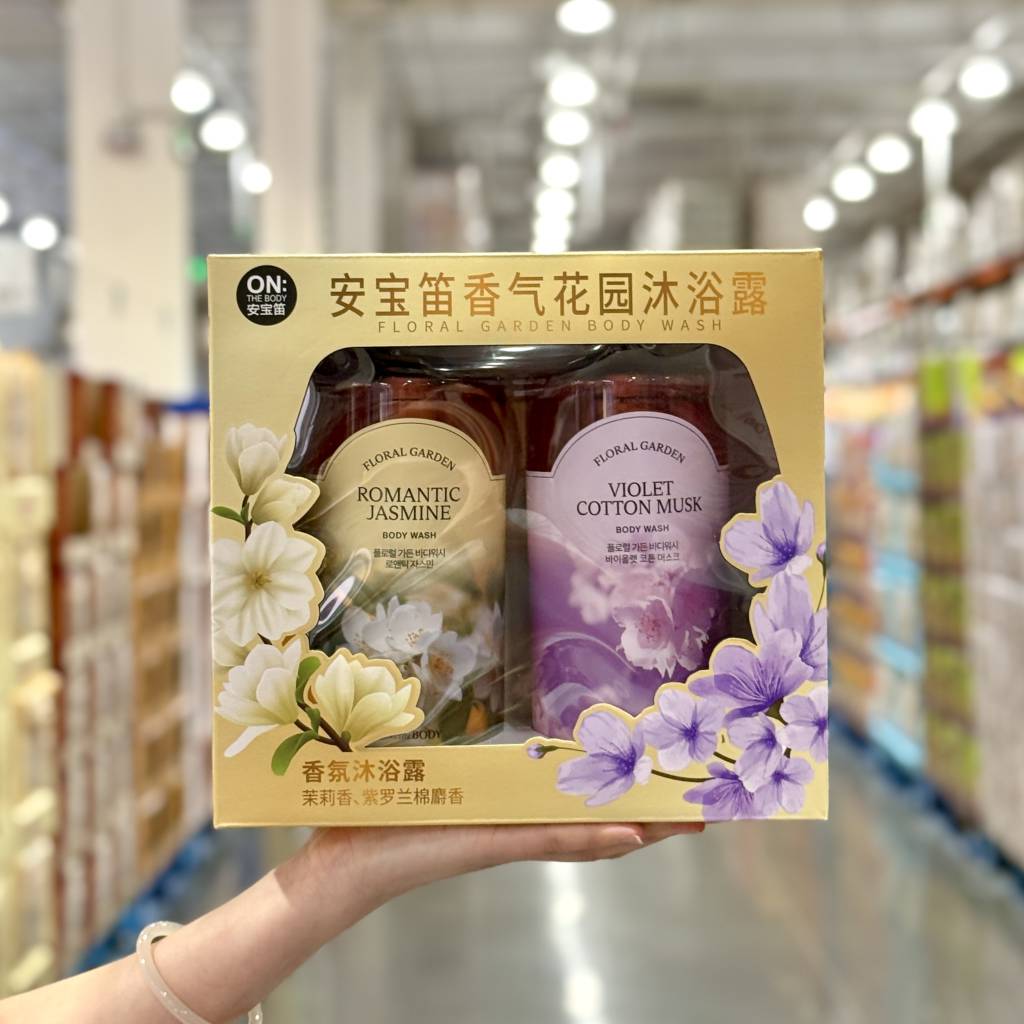 ON:
THE BODY
安宝笛
安宝笛香气花园沐浴露
FLORAL GARDEN BODY WASH
FLORAL GARDEN
ROMANTIC
JASMINE
BODY WASH
플로럴 가든 바디워시
로맨틱 자스민
FLORAL GARDEN
VIOLET
COTTON MUSK
BODY WASH
플로럴 가든 바디워시
바이올렛 코튼 머스크
BODY
香氛沐浴露
茉莉香、紫罗兰棉麝香